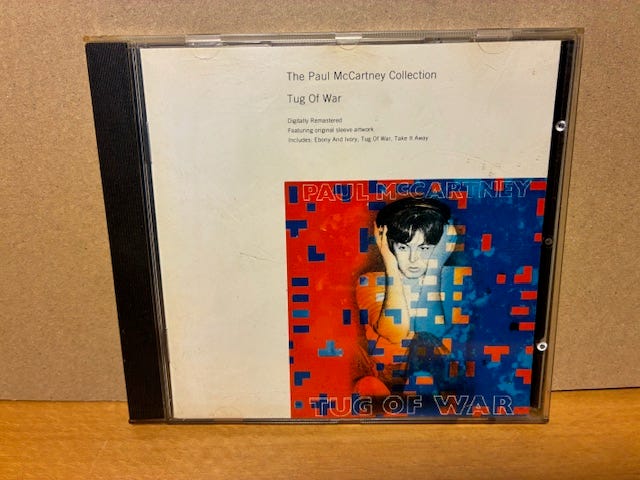 The Paul McCartney Collection
Tug Of War
Digitally Remastered
Featuring original sleeve artwork
Includes: Ebony And Ivory, Tug Of War, Take It Away
PAUL McCARTNEY
TUG OF WAR